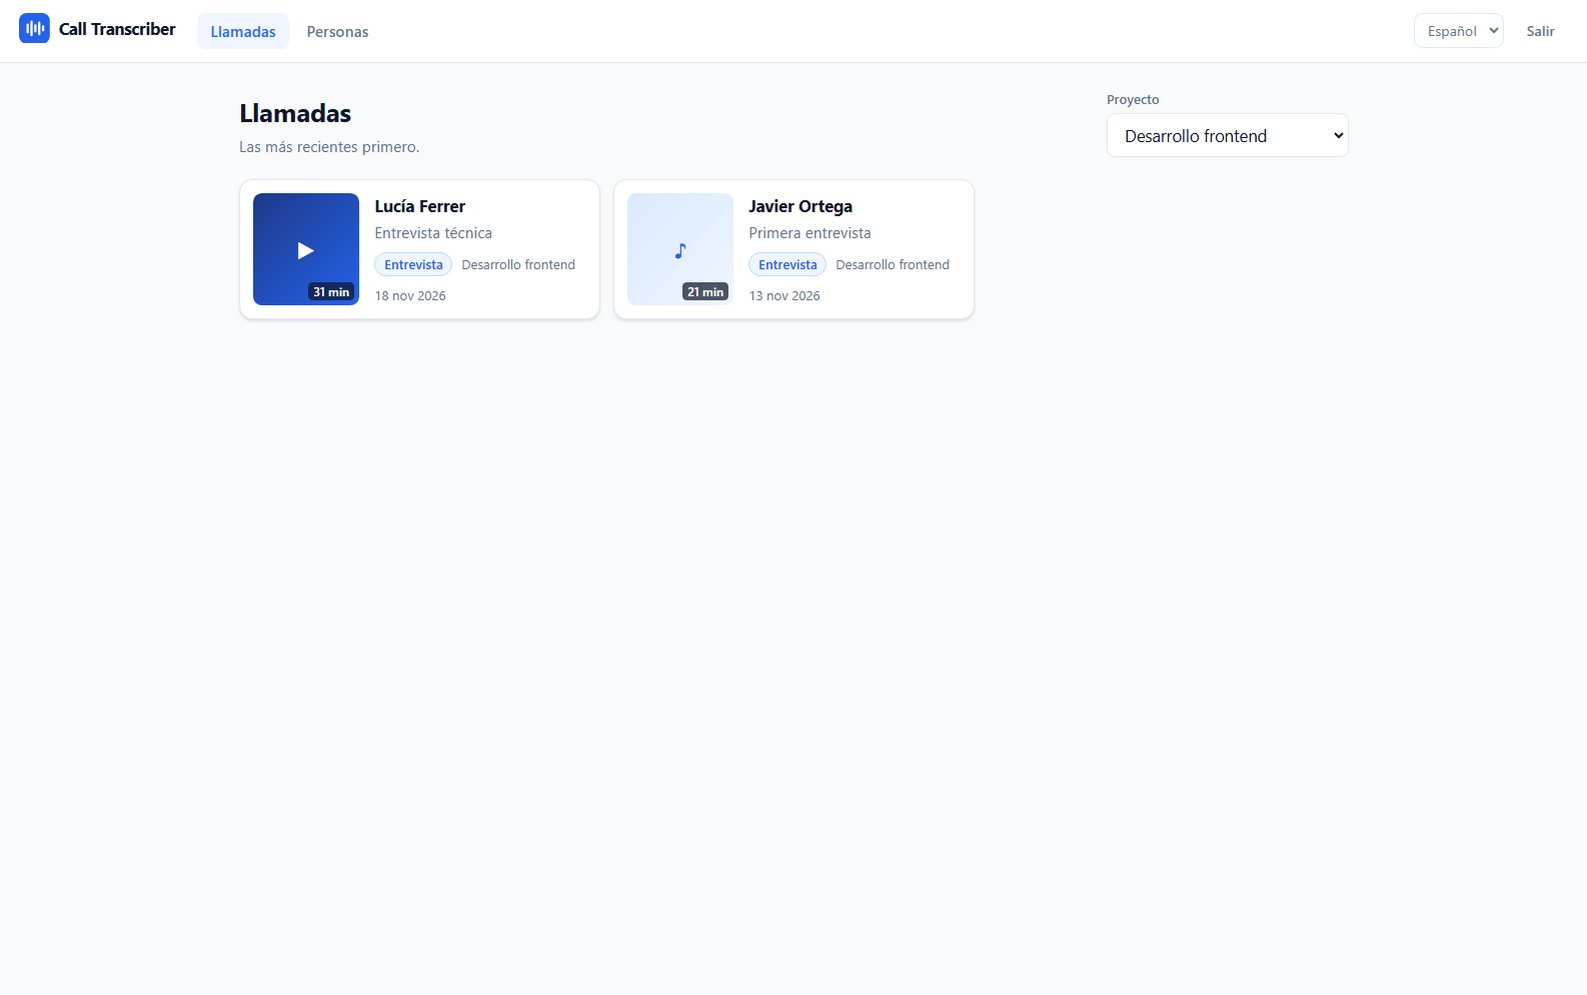 Call Transcriber
Llamadas
Personas
Español
Salir
Llamadas
Las más recientes primero.
Proyecto
Desarrollo frontend
31 min
Lucía Ferrer
Entrevista técnica
Entrevista Desarrollo frontend
18 nov 2026
21 min
Javier Ortega
Primera entrevista
Entrevista Desarrollo frontend
13 nov 2026